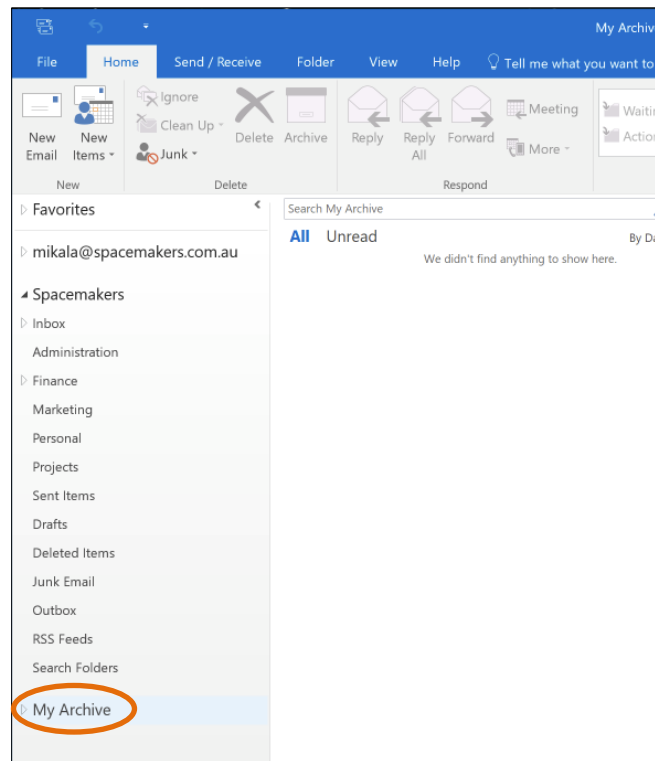 My Archiv
File Home Send / Receive Folder View Help Tell me what you want to
Ignore
Clean Up
Junk
Delete
Archive
Reply
Reply All
Forward
Meeting
More
Waitin
Action
New Email
New Items
New
Delete
Respond
Favorites
mikala@spacemakers.com.au
Spacemakers
Inbox
Administration
Finance
Marketing
Personal
Projects
Sent Items
Drafts
Deleted Items
Junk Email
Outbox
RSS Feeds
Search Folders
My Archive
Search My Archive
All Unread
By Da
We didn't find anything to show here.